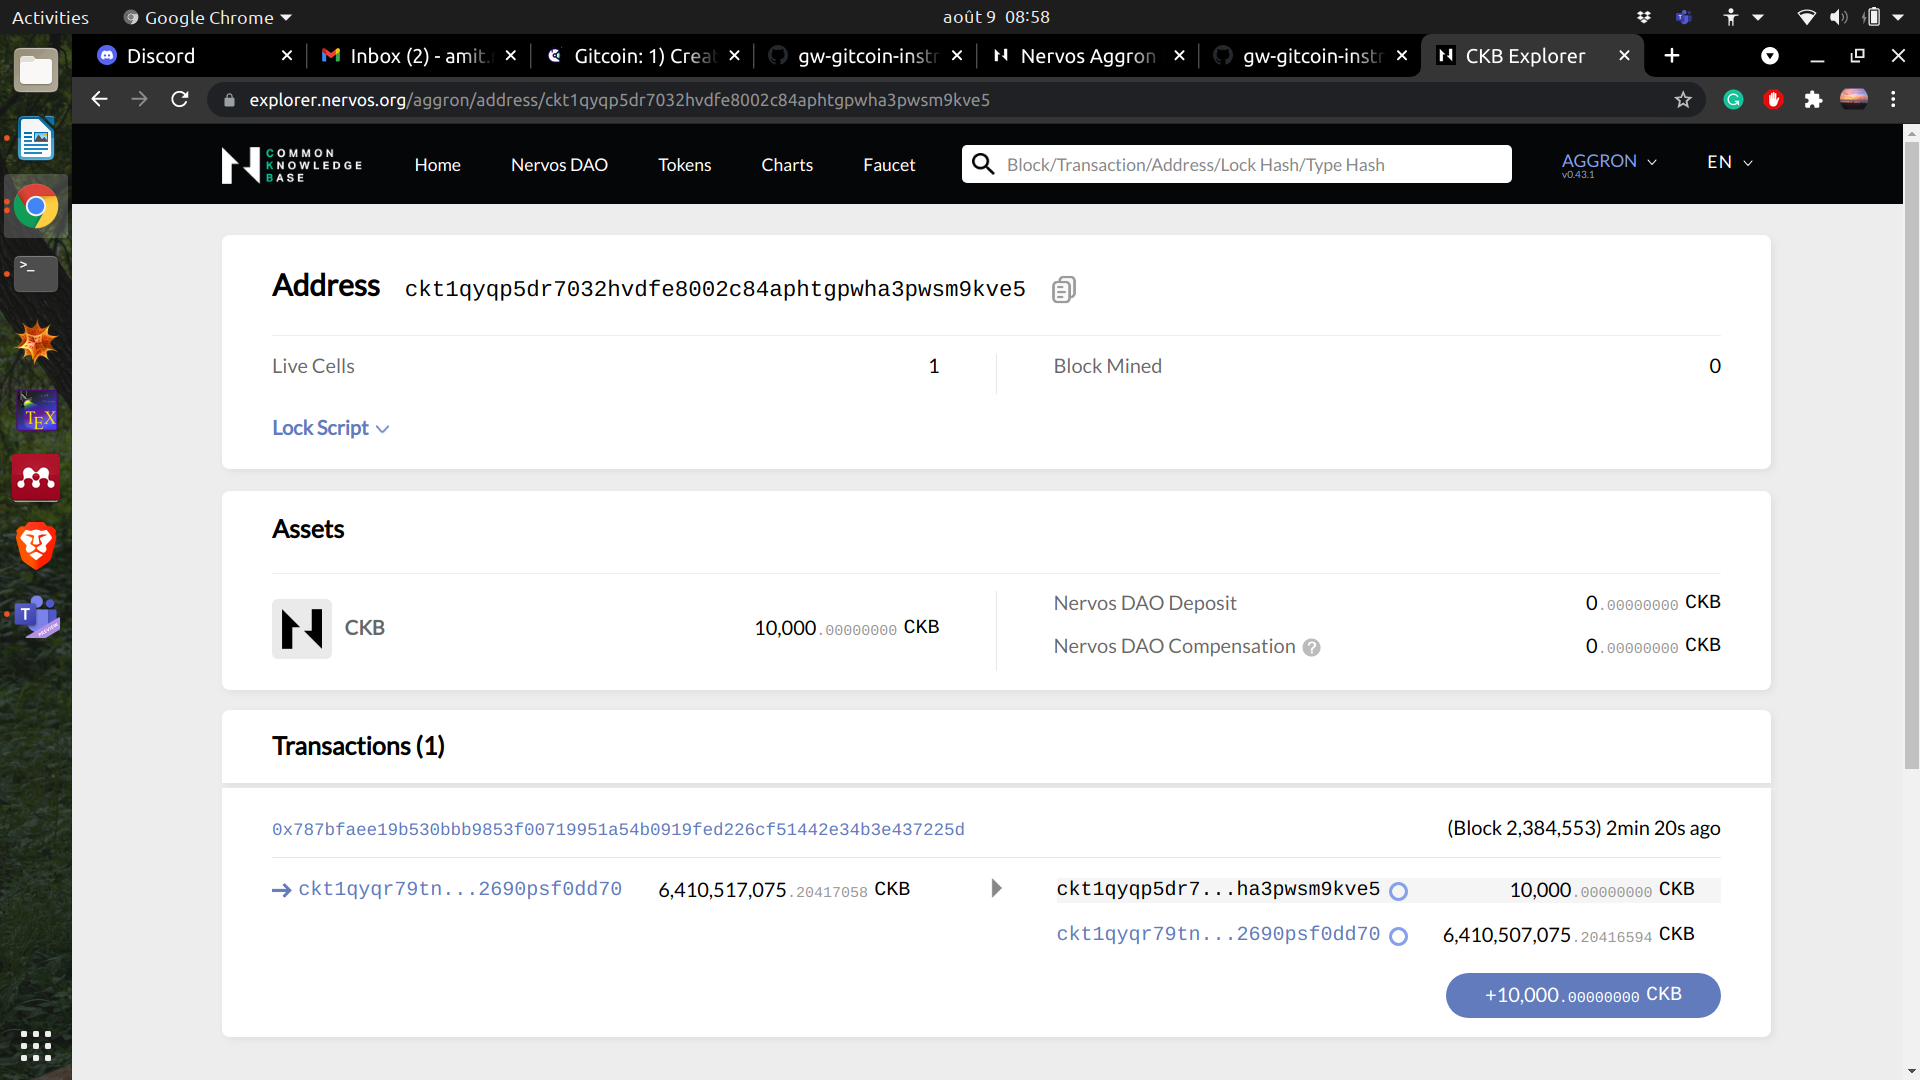 Activities Google Chrome août 9 08:58
Discord Inbox (2) - amit. Gitcoin: 1) Creat gw-gitcoin-instr Nervos Aggron gw-gitcoin-instr CKB Explorer
explorer.nervos.org/aggron/address/ckt1qyqp5dr7032hvdfe8002c84aphtgpwha3pwsm9kve5
COMMON KNOWLEDGE BASE Home Nervos DAO Tokens Charts Faucet Block/Transaction/Address/Lock Hash/Type Hash AGGRON v0.43.1 EN
Address ckt1qyqp5dr7032hvdfe8002c84aphtgpwha3pwsm9kve5
Live Cells 1 Block Mined 0
Lock Script
Assets
CKB 10,000.00000000 CKB
Nervos DAO Deposit 0.00000000 CKB
Nervos DAO Compensation ? 0.00000000 CKB
Transactions (1)
0x787bfaee19b530bbb9853f00719951a54b0919fed226cf51442e34b3e437225d (Block 2,384,553) 2min 20s ago
ckt1qyqr79tn...2690psf0dd70 6,410,517,075.20417058 CKB ckt1qyqp5dr7...ha3pwsm9kve5 10,000.00000000 CKB
ckt1qyqr79tn...2690psf0dd70 6,410,507,075.20416594 CKB
+10,000.00000000 CKB